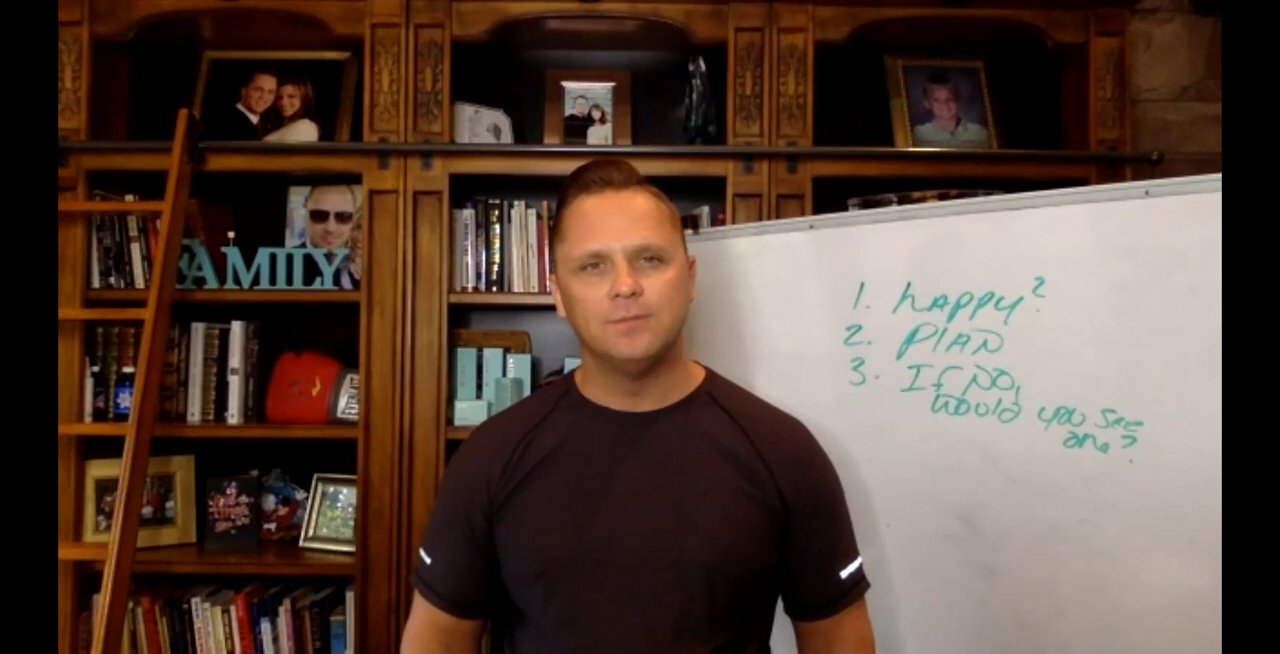 FAMILY
1. HAPPY?
2. PLAN
3. If NO,
would you see
one?